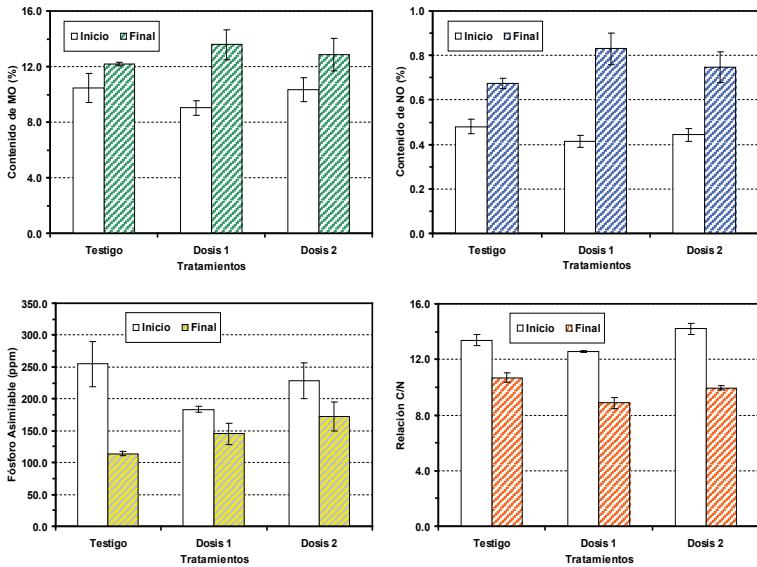 Contenido de MO (%)
16.0
12.0
8.0
4.0
0.0
Inicio Final
Testigo Dosis 1 Dosis 2
Tratamientos
Contenido de NO (%)
1.0
0.8
0.6
0.4
0.2
0.0
Inicio Final
Testigo Dosis 1 Dosis 2
Tratamientos
Fósforo Asimilable (ppm)
350.0
300.0
250.0
200.0
150.0
100.0
50.0
0.0
Inicio Final
Testigo Dosis 1 Dosis 2
Tratamientos
Relación C/N
16.0
12.0
8.0
4.0
0.0
Inicio Final
Testigo Dosis 1 Dosis 2
Tratamientos